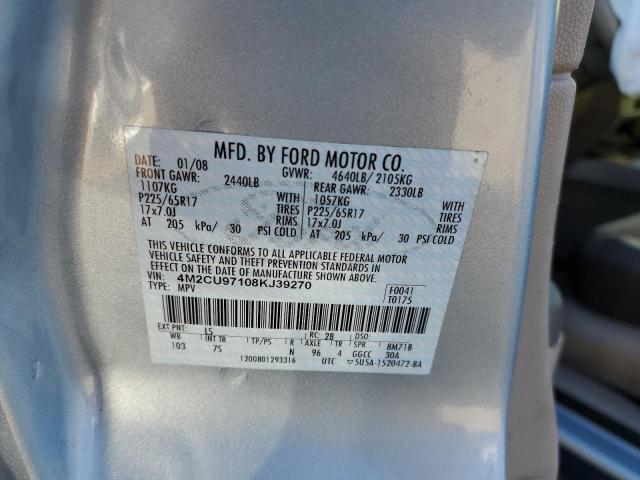 MFD. BY FORD MOTOR CO.
DATE: 01/08 GVWR: 4640LB/ 2105KG
FRONT GAWR: 2440LB REAR GAWR: 2330LB
1107KG WITH 1057KG WITH
P225/65R17 TIRES P225/65R17 TIRES
17x7.0J RIMS 17x7.0J RIMS
AT 205 kPa/ 30 PSI COLD AT 205 kPa/ 30 PSI COLD
THIS VEHICLE CONFORMS TO ALL APPLICABLE FEDERAL MOTOR
VEHICLE SAFETY AND THEFT PREVENTION STANDARDS IN
EFFECT ON THE DATE OF MANUFACTURE SHOWN ABOVE.
VIN: 4M2CU97108KJ39270 F0041
TYPE: MPV T0175
EXT PNT: LS RC: 28 DSO:
WB INT TR TP/PS R AXLE TR SPR 8M71B
103 75 N 96 4 GGCC 30A
1200801293316 UTC 5U5A-1520472-BA